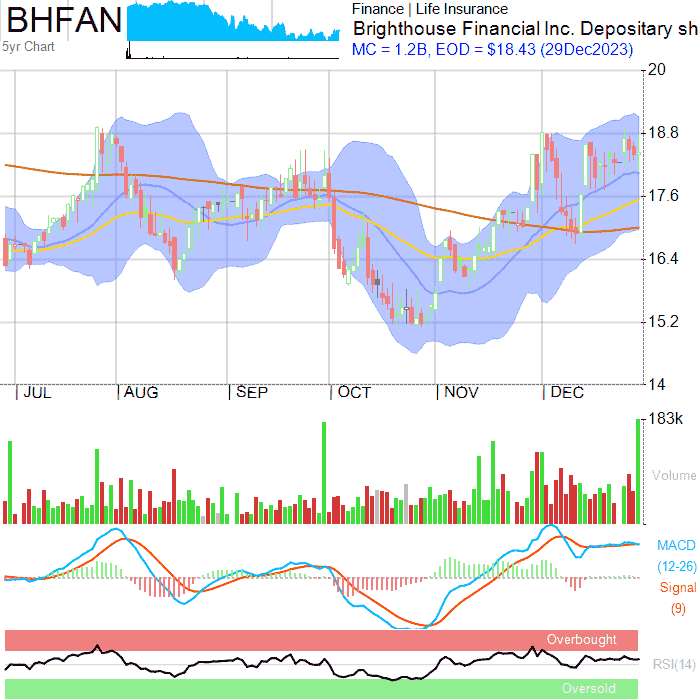 BHFAN
5yr Chart
Finance | Life Insurance
Brighthouse Financial Inc. Depositary sh
MC = 1.2B, EOD = $18.43 (29Dec2023)
20
18.8
17.6
16.4
15.2
14
JUL AUG SEP OCT NOV DEC
183k
Volume
MACD
(12-26)
Signal
(9)
Overbought
RSI(14)
Oversold